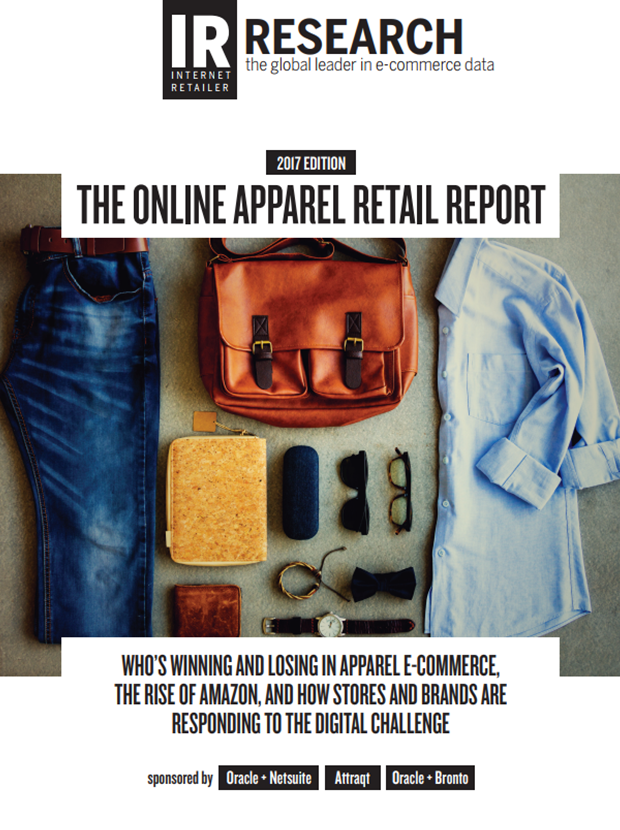 IR RESEARCH
INTERNET
RETAILER
the global leader in e-commerce data
2017 EDITION
THE ONLINE APPAREL RETAIL REPORT
WHO'S WINNING AND LOSING IN APPAREL E-COMMERCE,
THE RISE OF AMAZON, AND HOW STORES AND BRANDS ARE
RESPONDING TO THE DIGITAL CHALLENGE
sponsored by Oracle + Netsuite Attraqt Oracle + Bronto